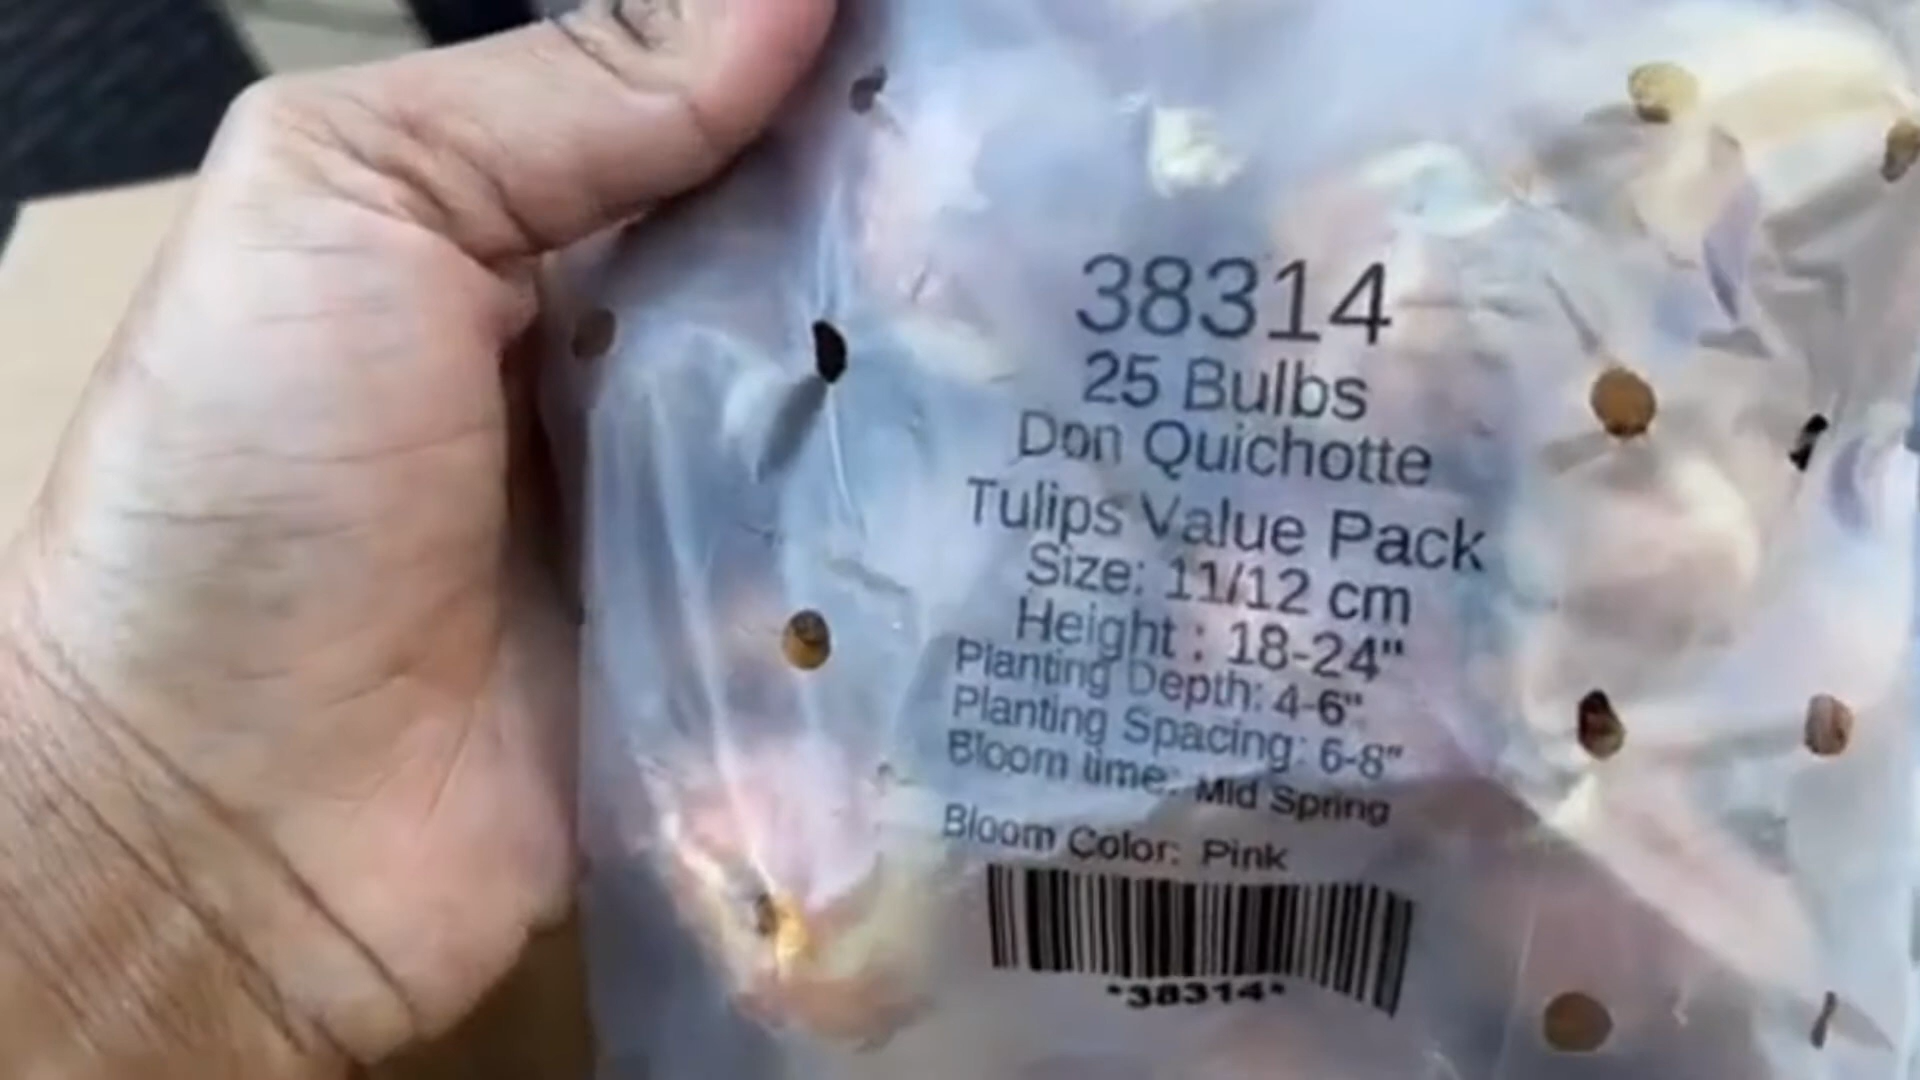 38314
25 Bulbs
Don Quichotte
Tulips Value Pack
Size: 11/12 cm
Height : 18-24"
Planting Depth: 4-6"
Planting Spacing: 6-8"
Bloom time: Mid Spring
Bloom Color: Pink
*38314*